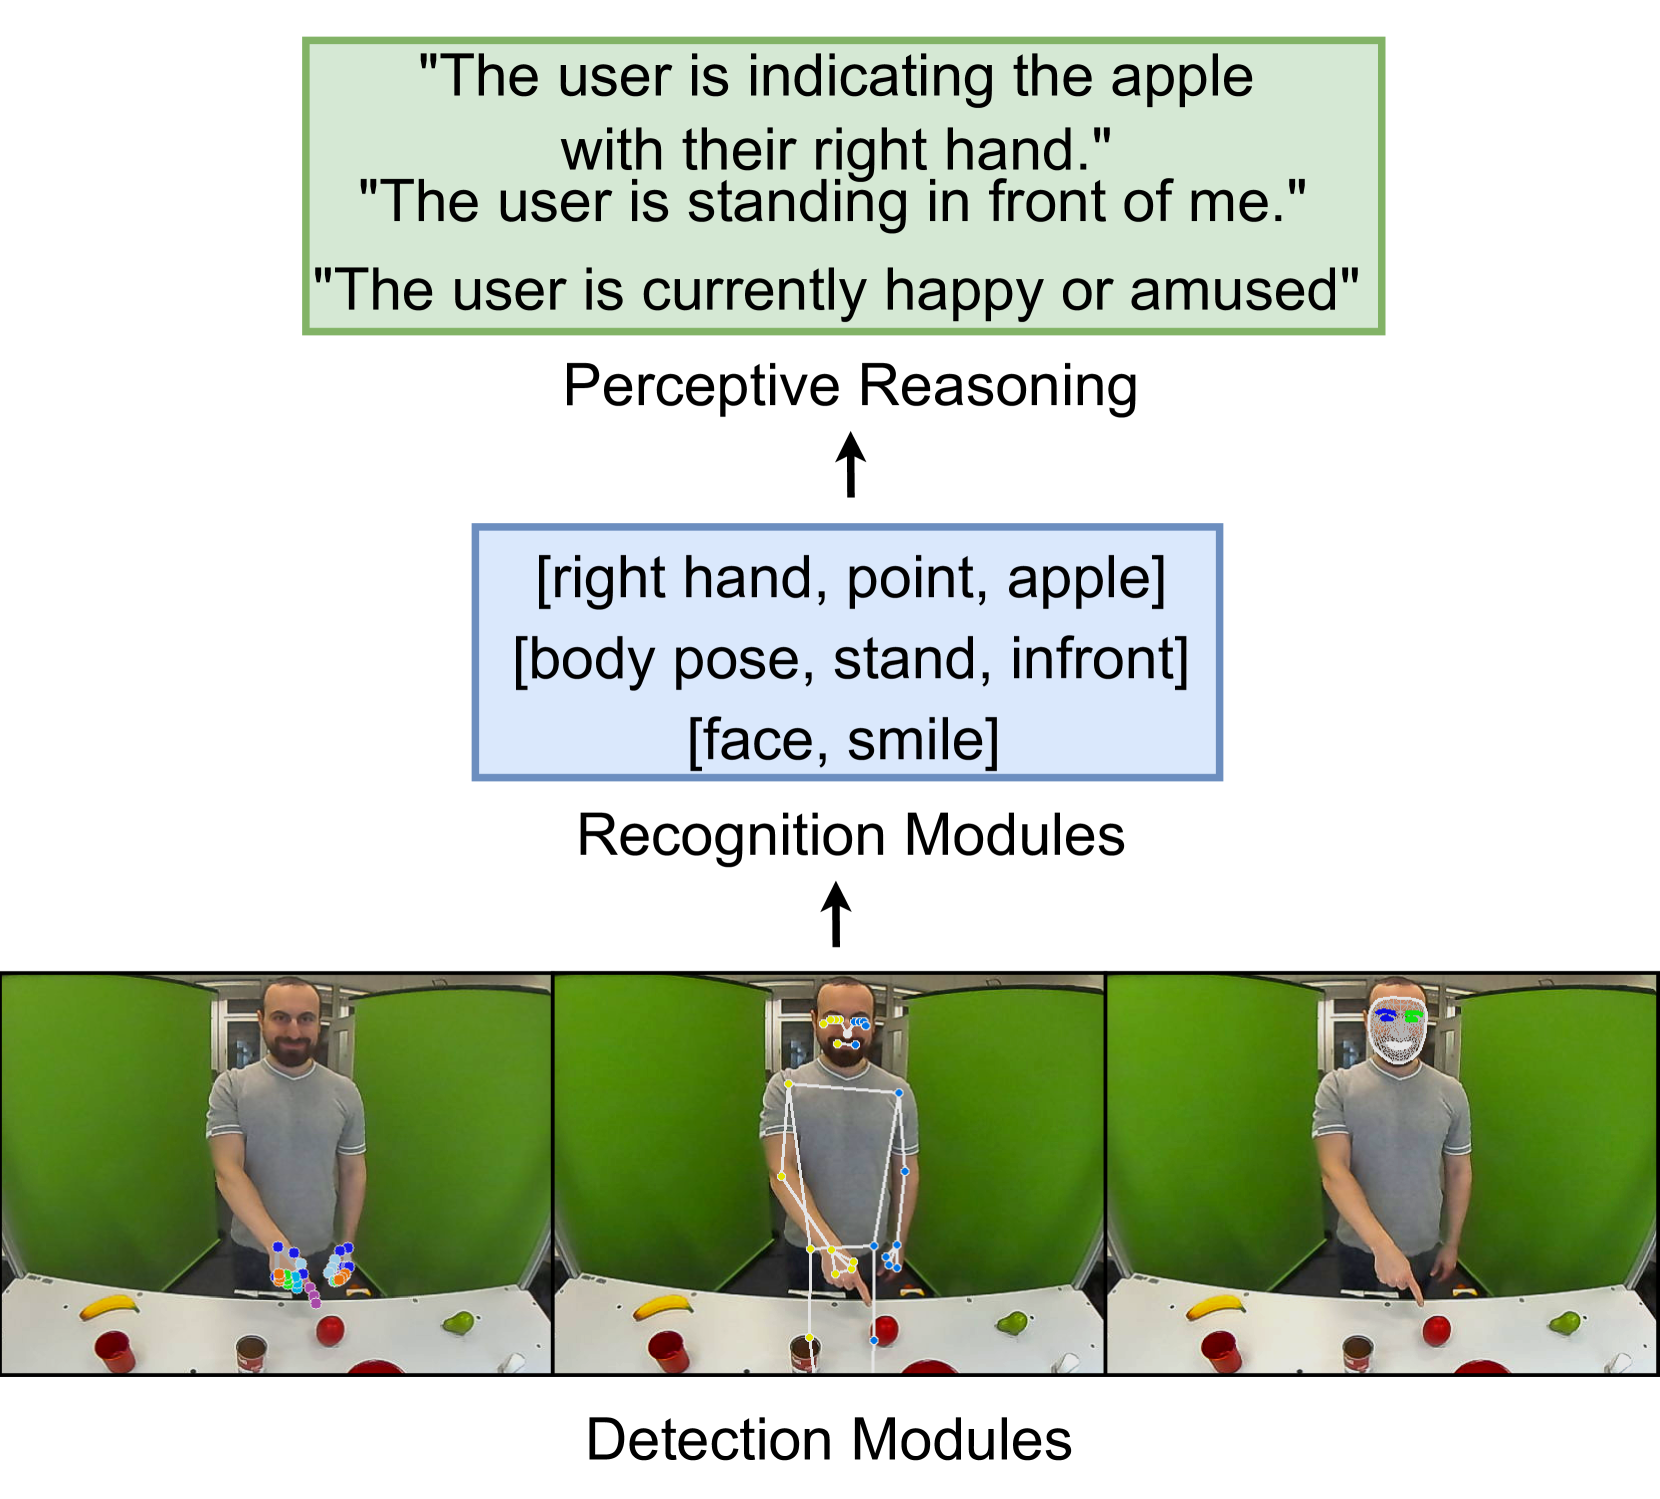 "The user is indicating the apple
with their right hand."
"The user is standing in front of me."
"The user is currently happy or amused"
Perceptive Reasoning
[right hand, point, apple]
[body pose, stand, infront]
[face, smile]
Recognition Modules
Detection Modules